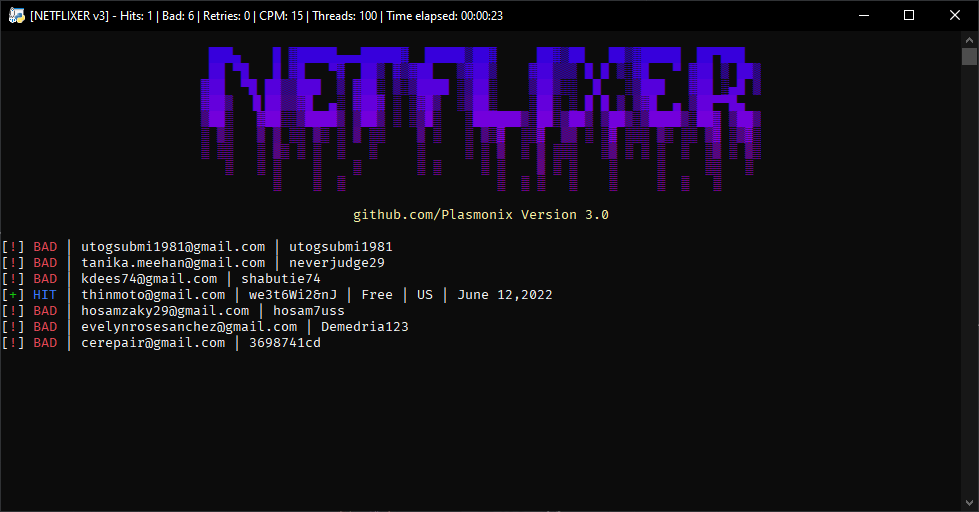 [NETFLIXER v3] - Hits: 1 | Bad: 6 | Retries: 0 | CPM: 15 | Threads: 100 | Time elapsed: 00:00:23
NETFLIXER
github.com/Plasmonix Version 3.0
[!] BAD | utogsubmi1981@gmail.com | utogsubmi1981
[!] BAD | tanika.meehan@gmail.com | neverjudge29
[!] BAD | kdees74@gmail.com | shabutie74
[+] HIT | thinmoto@gmail.com | we3t6Wi2&nJ | Free | US | June 12,2022
[!] BAD | hosamzaky29@gmail.com | hosam7uss
[!] BAD | evelynrosesanchez@gmail.com | Demedria123
[!] BAD | cerepair@gmail.com | 3698741cd